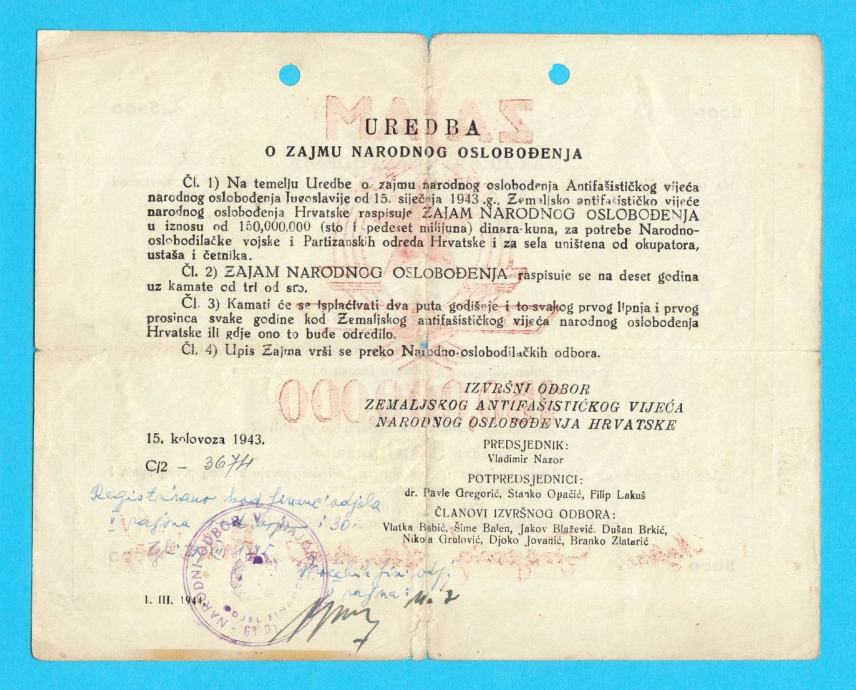 UREDBA
O ZAJMU NARODNOG OSLOBOĐENJA
Čl. 1) Na temelju Uredbe o zajmu narodnog oslobođenja Antifašističkog vijeća
narodnog oslobođenja Jugoslavije od 15. siječnja 1943.g., Zemaljsko antifašističko vijeće
narodnog oslobođenja Hrvatske raspisuje ZAJAM NARODNOG OSLOBOĐENJA
u iznosu od 150,000.000 (sto i pedeset milijuna) dinara-kuna, za potrebe Narodno-
oslobodilačke vojske i Partizanskih odreda Hrvatske i za sela uništena od okupatora,
ustaša i četnika.
Čl. 2) ZAJAM NARODNOG OSLOBOĐENJA raspisuje se na deset godina
uz kamate od tri od sto.
Čl. 3) Kamati će se isplaćivati dva puta godišnje i to svakog prvog lipnja i prvog
prosinca svake godine kod Zemaljskog antifašističkog vijeća narodnog oslobođenja
Hrvatske ili gdje ono to bude odredilo.
Čl. 4) Upis Zajma vrši se preko Narodno-oslobodilačkih odbora.
IZVRŠNI ODBOR
ZEMALJSKOG ANTIFAŠISTIČKOG VIJEĆA
NARODNOG OSLOBOĐENJA HRVATSKE
15. kolovoza 1943.
PREDSJEDNIK:
Vladimir Nazor
C/2 - 3674
POTPREDSJEDNICI:
dr. Pavle Gregorić, Stanko Opačić, Filip Lakuš
ČLANOVI IZVRŠNOG ODBORA:
Vlatka Babić, Šime Balen, Jakov Blažević, Dušan Brkić,
Nikola Grulović, Djoko Jovanić, Branko Zlatarić
Registrirano kod financ. odjela
V rajona
NARODNI ODBOR V. RAJONA
ODJEL FINANC
1. III. 1944.